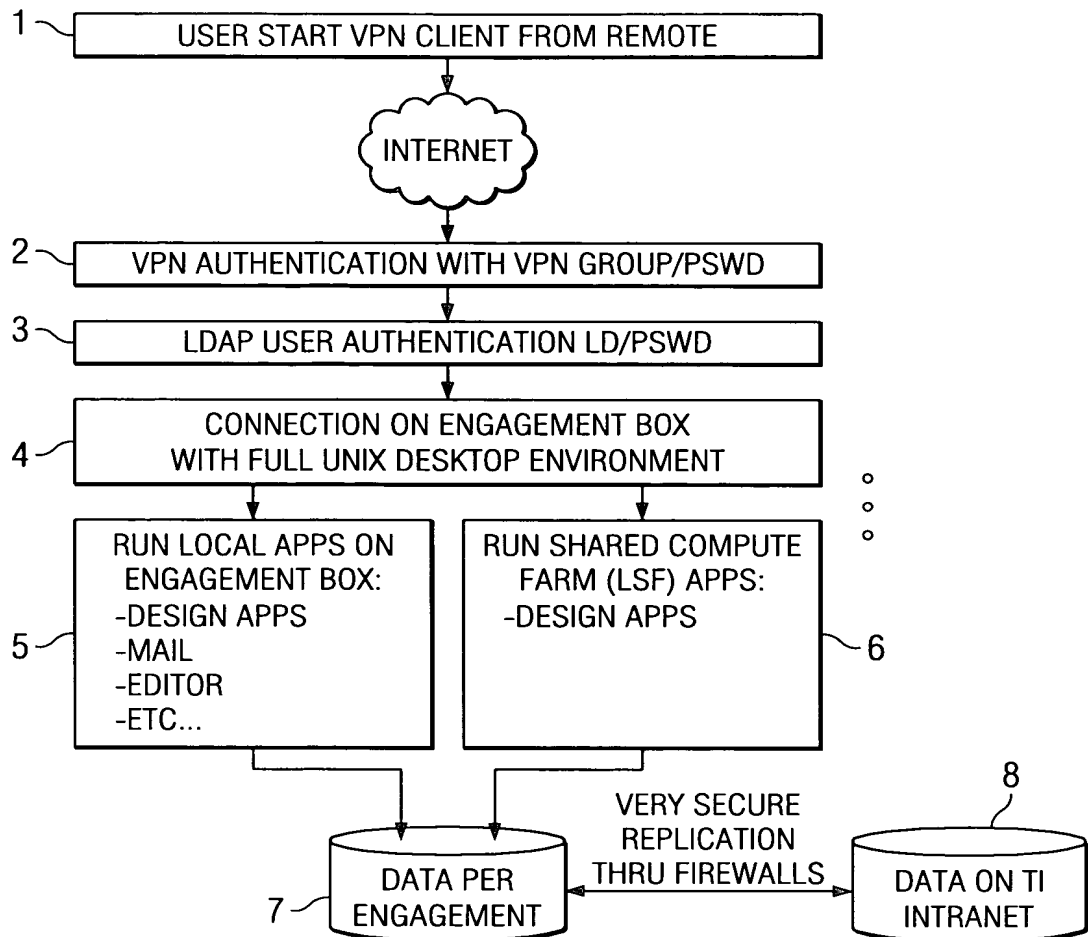 1
USER START VPN CLIENT FROM REMOTE
INTERNET
2
VPN AUTHENTICATION WITH VPN GROUP/PSWD
3
LDAP USER AUTHENTICATION LD/PSWD
4
CONNECTION ON ENGAGEMENT BOX
WITH FULL UNIX DESKTOP ENVIRONMENT
5
RUN LOCAL APPS ON
ENGAGEMENT BOX:
-DESIGN APPS
-MAIL
-EDITOR
-ETC...
RUN SHARED COMPUTE
FARM (LSF) APPS:
-DESIGN APPS
6
7
DATA PER
ENGAGEMENT
VERY SECURE
REPLICATION
THRU FIREWALLS
8
DATA ON TI
INTRANET